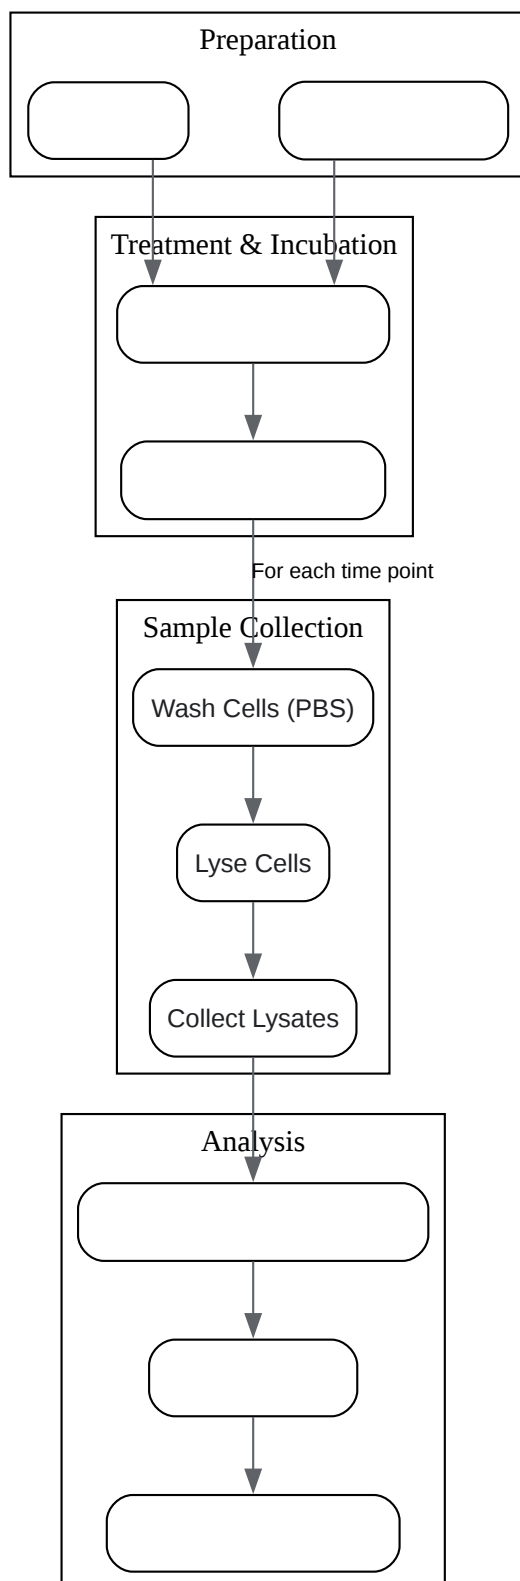 Preparation
Treatment & Incubation
For each time point
Sample Collection
Wash Cells (PBS)
Lyse Cells
Collect Lysates
Analysis